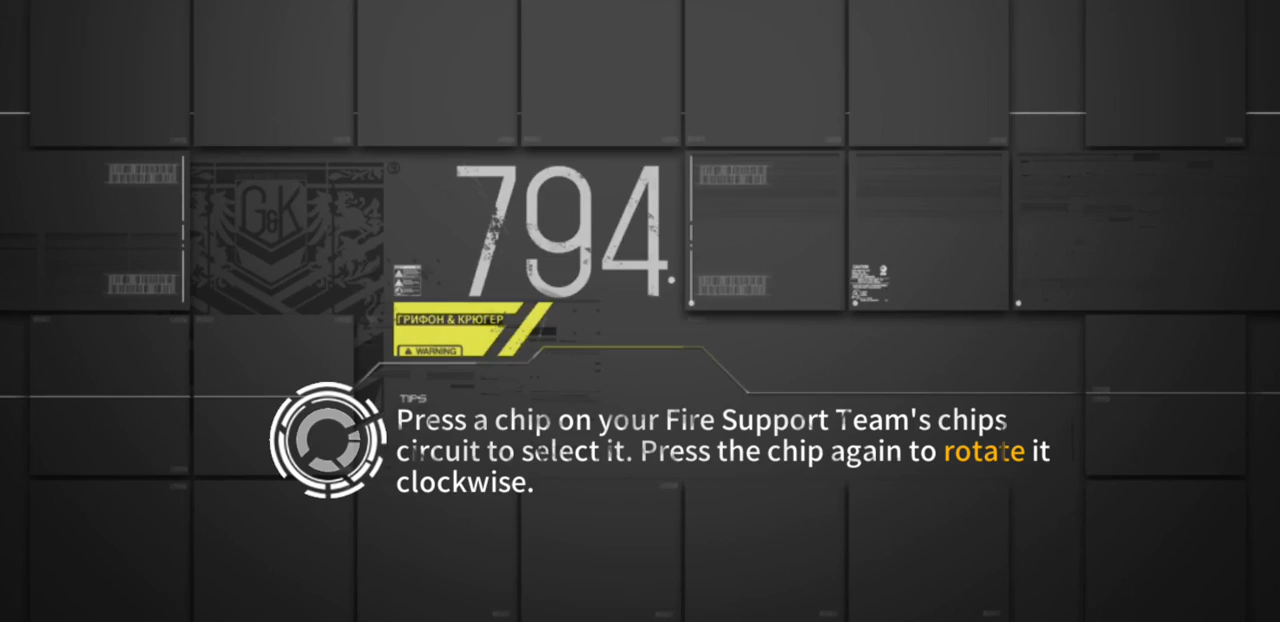 G&K
794.
ГРИФОН & КРЮГЕР
WARNING
TIPS
Press a chip on your Fire Support Team's chips
circuit to select it. Press the chip again to rotate it
clockwise.